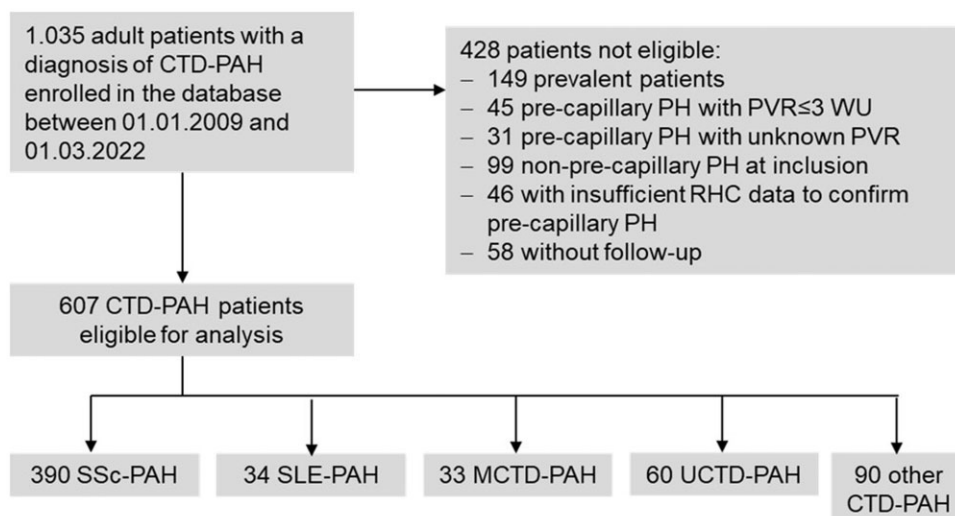 1.035 adult patients with a
diagnosis of CTD-PAH
enrolled in the database
between 01.01.2009 and
01.03.2022
428 patients not eligible:
– 149 prevalent patients
– 45 pre-capillary PH with PVR≤3 WU
– 31 pre-capillary PH with unknown PVR
– 99 non-pre-capillary PH at inclusion
– 46 with insufficient RHC data to confirm
pre-capillary PH
– 58 without follow-up
607 CTD-PAH patients
eligible for analysis
390 SSc-PAH
34 SLE-PAH
33 MCTD-PAH
60 UCTD-PAH
90 other
CTD-PAH